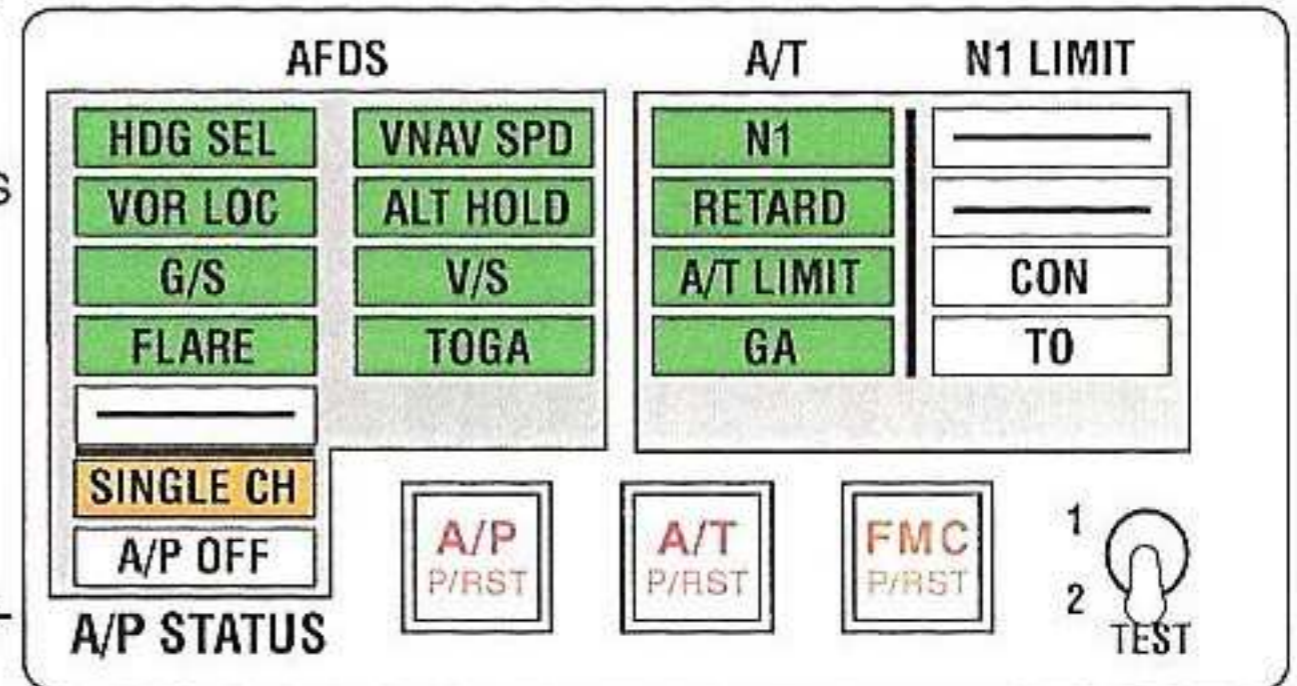 AFDS A/T N1 LIMIT
HDG SEL VNAV SPD N1
S
VOR LOC ALT HOLD RETARD
G/S V/S A/T LIMIT CON
FLARE TOGA GA TO
SINGLE CH
A/P OFF
A/P P/RST
A/T P/RST
FMC P/RST
1
2
TEST
A/P STATUS